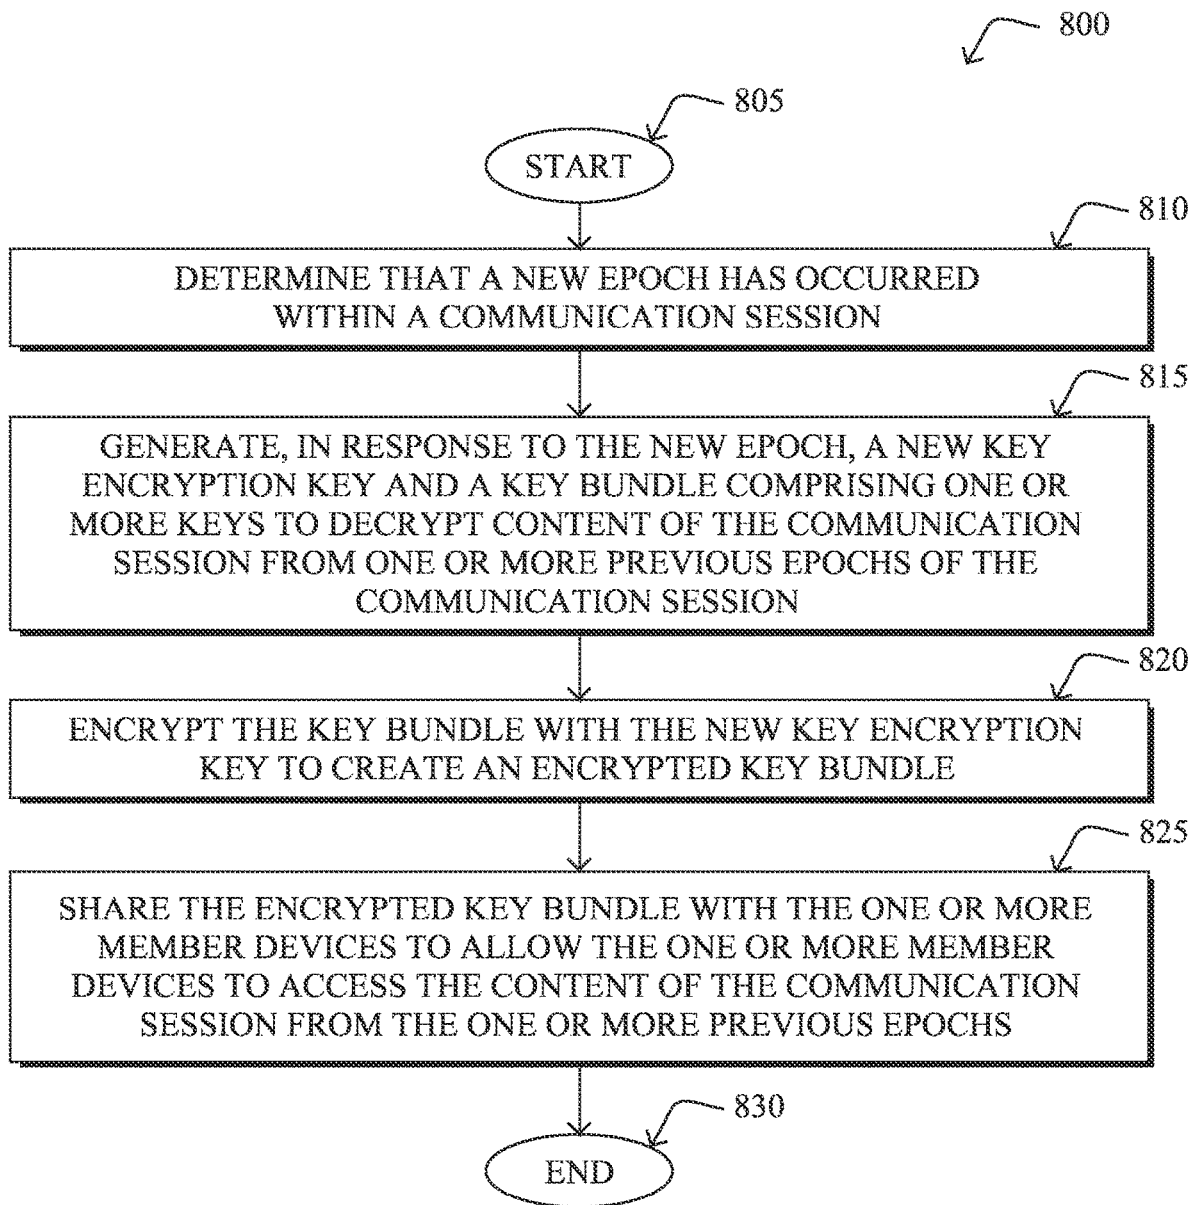 800
805
START
810
DETERMINE THAT A NEW EPOCH HAS OCCURRED
WITHIN A COMMUNICATION SESSION
815
GENERATE, IN RESPONSE TO THE NEW EPOCH, A NEW KEY
ENCRYPTION KEY AND A KEY BUNDLE COMPRISING ONE OR
MORE KEYS TO DECRYPT CONTENT OF THE COMMUNICATION
SESSION FROM ONE OR MORE PREVIOUS EPOCHS OF THE
COMMUNICATION SESSION
820
ENCRYPT THE KEY BUNDLE WITH THE NEW KEY ENCRYPTION
KEY TO CREATE AN ENCRYPTED KEY BUNDLE
825
SHARE THE ENCRYPTED KEY BUNDLE WITH THE ONE OR MORE
MEMBER DEVICES TO ALLOW THE ONE OR MORE MEMBER
DEVICES TO ACCESS THE CONTENT OF THE COMMUNICATION
SESSION FROM THE ONE OR MORE PREVIOUS EPOCHS
830
END